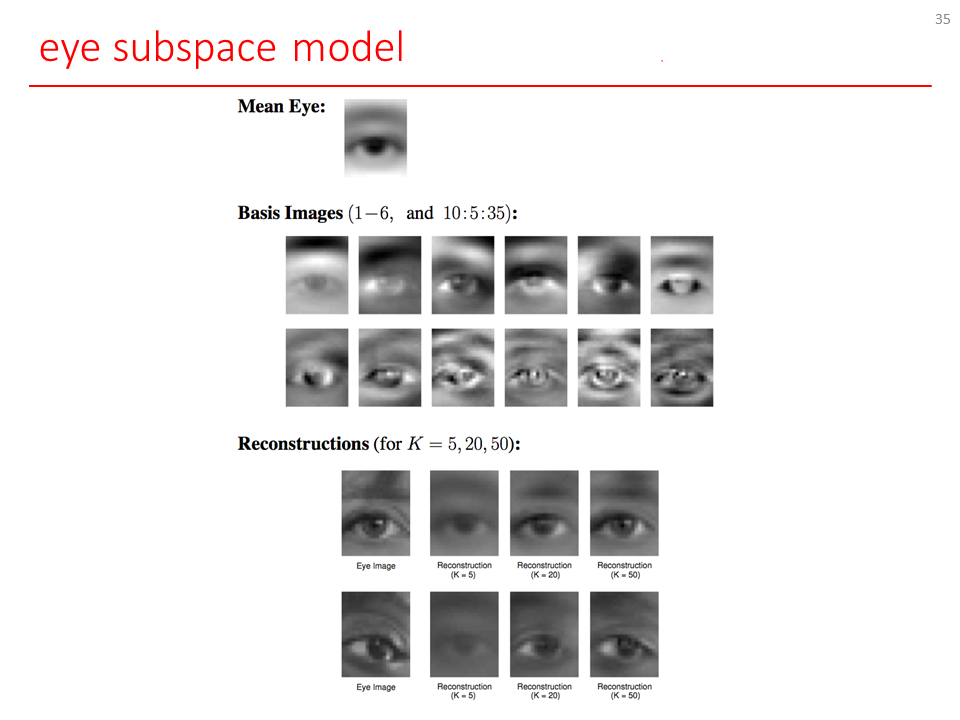 35
eye subspace model
Mean Eye:
Basis Images (1−6, and 10:5:35):
Reconstructions (for K = 5, 20, 50):
Eye Image
Reconstruction
(K = 5)
Reconstruction
(K = 20)
Reconstruction
(K = 50)
Eye Image
Reconstruction
(K = 5)
Reconstruction
(K = 20)
Reconstruction
(K = 50)